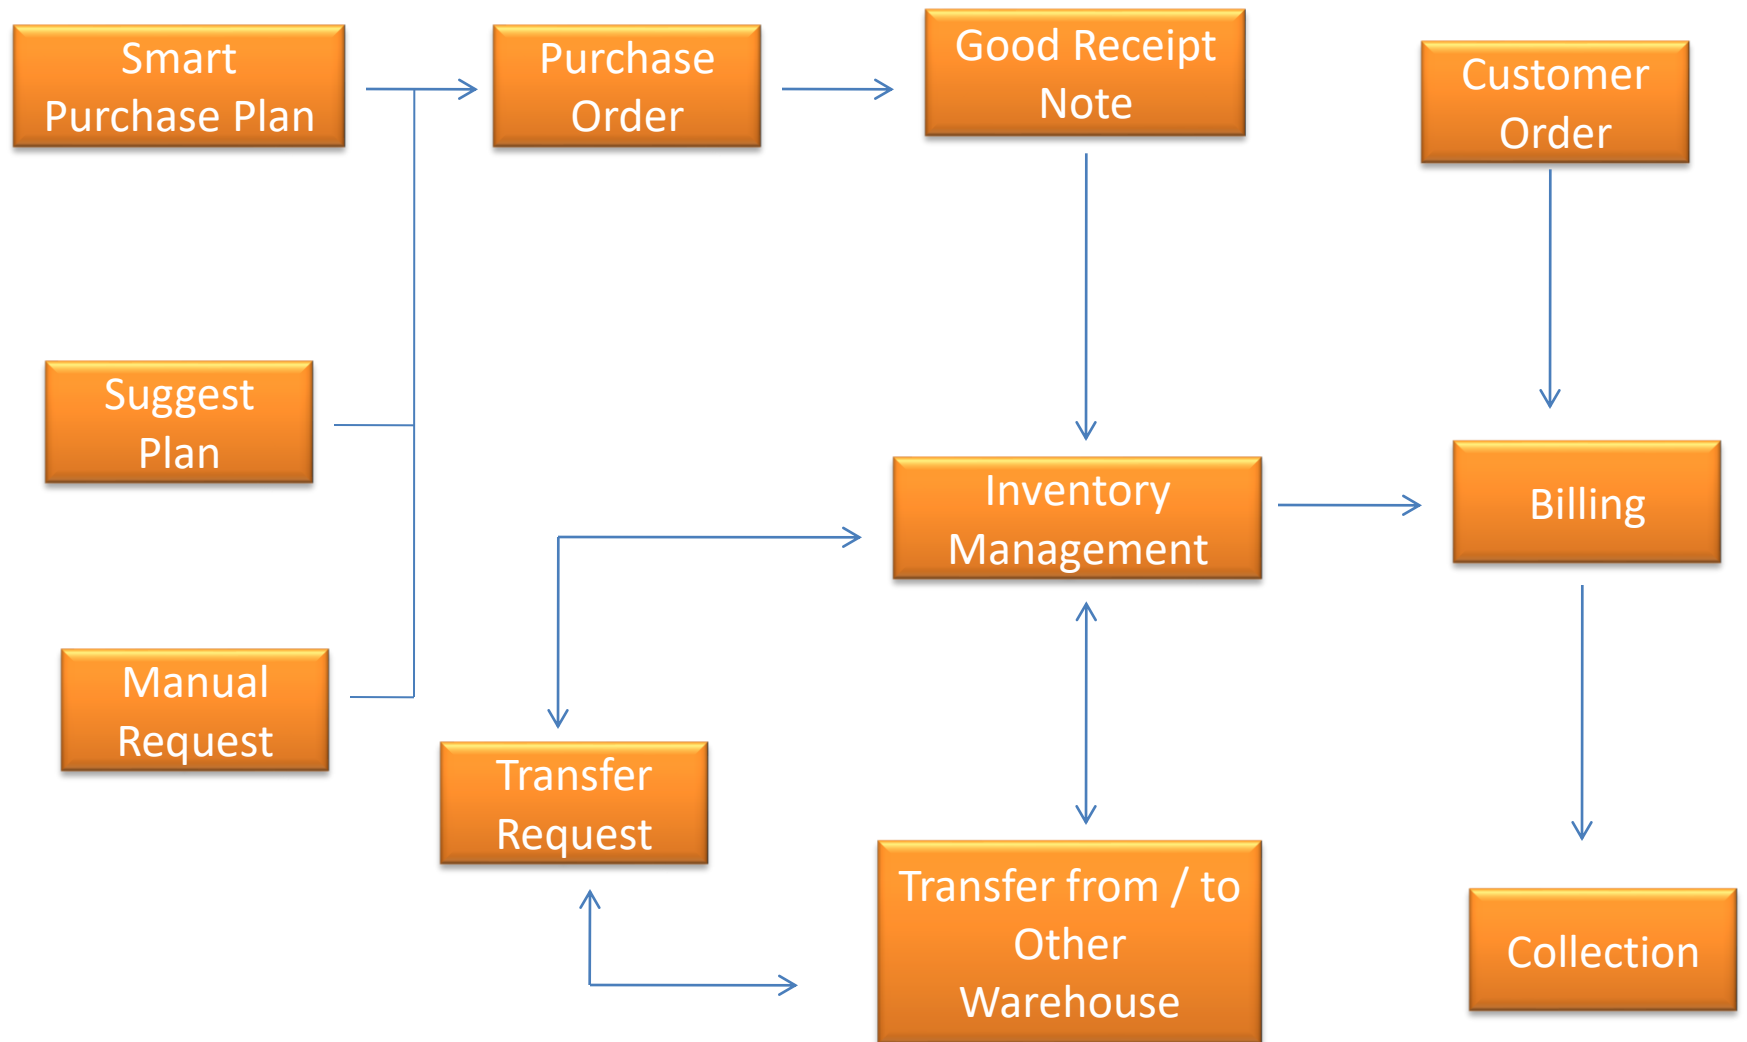 Smart
Purchase Plan
Purchase
Order
Good Receipt
Note
Customer
Order
Suggest
Plan
Inventory
Management
Billing
Manual
Request
Transfer
Request
Transfer from / to
Other
Warehouse
Collection